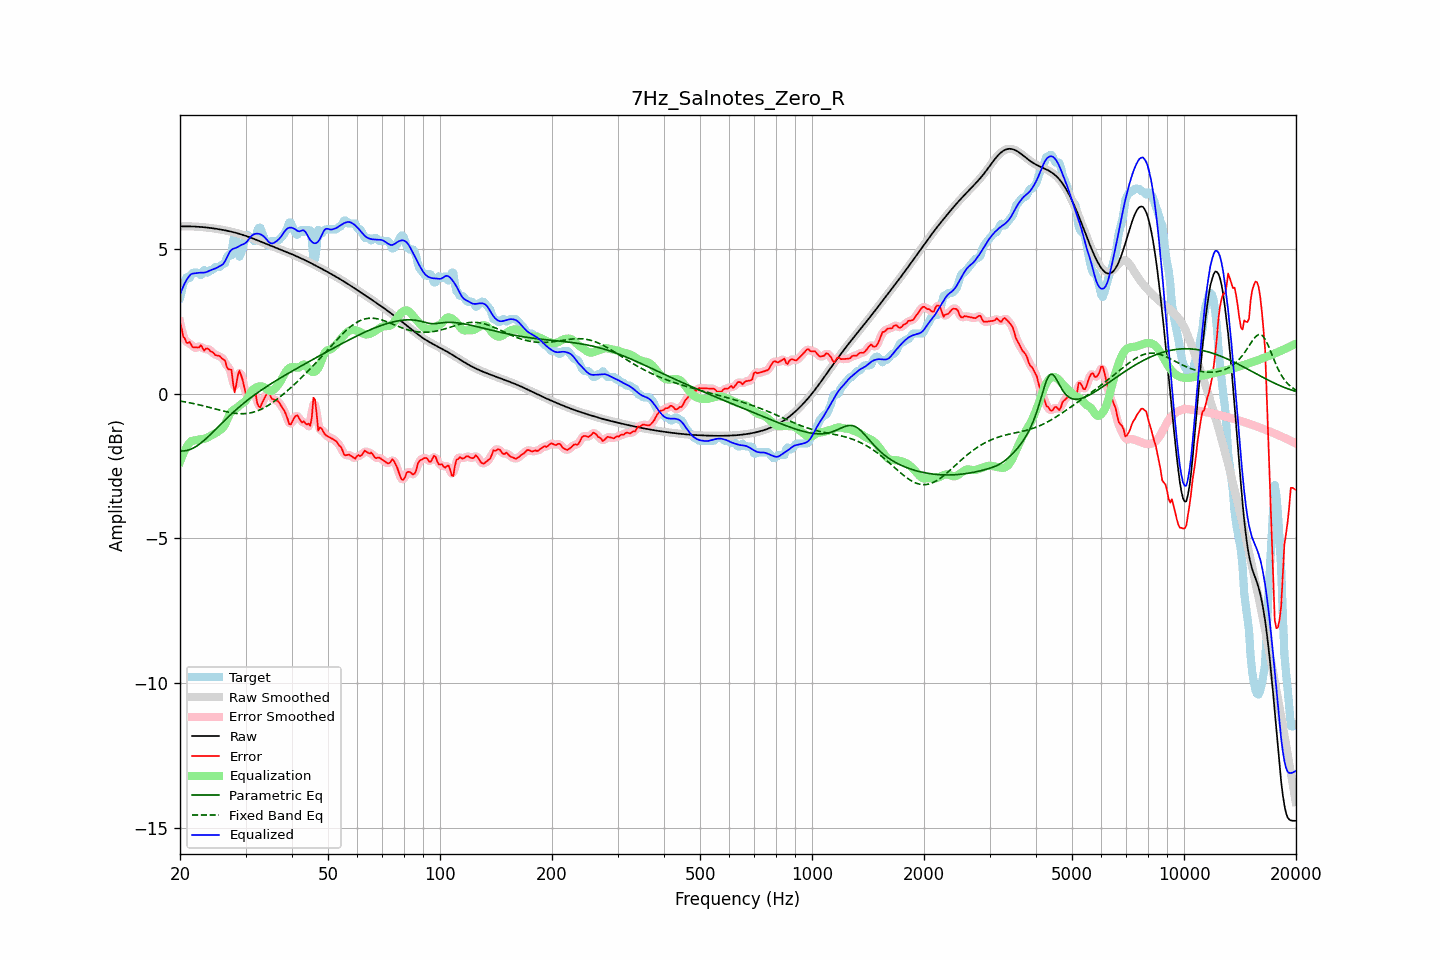 7Hz_Salnotes_Zero_R
Amplitude (dBr)
5
0
−5
−10
−15
Target
Raw Smoothed
Error Smoothed
Raw
Error
Equalization
Parametric Eq
Fixed Band Eq
Equalized
20 50 100 200 500 1000 2000 5000 10000 20000
Frequency (Hz)